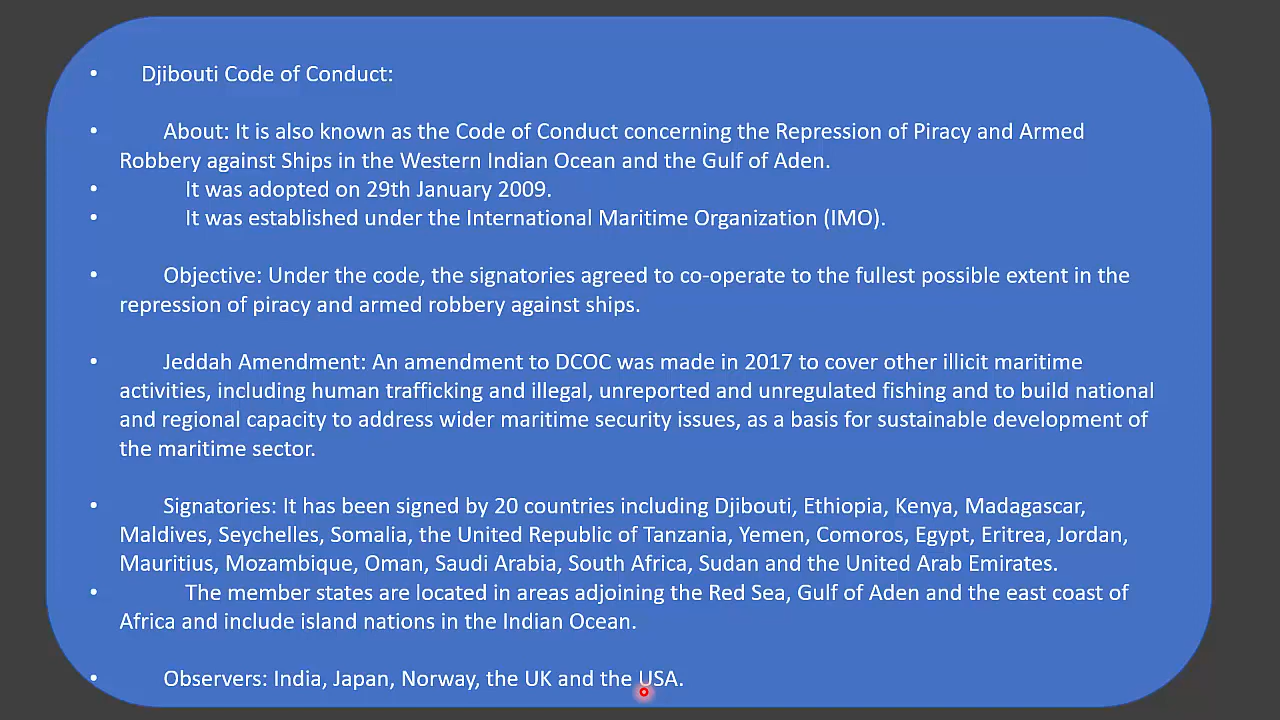 • Djibouti Code of Conduct:
• About: It is also known as the Code of Conduct concerning the Repression of Piracy and Armed
Robbery against Ships in the Western Indian Ocean and the Gulf of Aden.
• It was adopted on 29th January 2009.
• It was established under the International Maritime Organization (IMO).
• Objective: Under the code, the signatories agreed to co-operate to the fullest possible extent in the
repression of piracy and armed robbery against ships.
• Jeddah Amendment: An amendment to DCOC was made in 2017 to cover other illicit maritime
activities, including human trafficking and illegal, unreported and unregulated fishing and to build national
and regional capacity to address wider maritime security issues, as a basis for sustainable development of
the maritime sector.
• Signatories: It has been signed by 20 countries including Djibouti, Ethiopia, Kenya, Madagascar,
Maldives, Seychelles, Somalia, the United Republic of Tanzania, Yemen, Comoros, Egypt, Eritrea, Jordan,
Mauritius, Mozambique, Oman, Saudi Arabia, South Africa, Sudan and the United Arab Emirates.
• The member states are located in areas adjoining the Red Sea, Gulf of Aden and the east coast of
Africa and include island nations in the Indian Ocean.
• Observers: India, Japan, Norway, the UK and the USA.